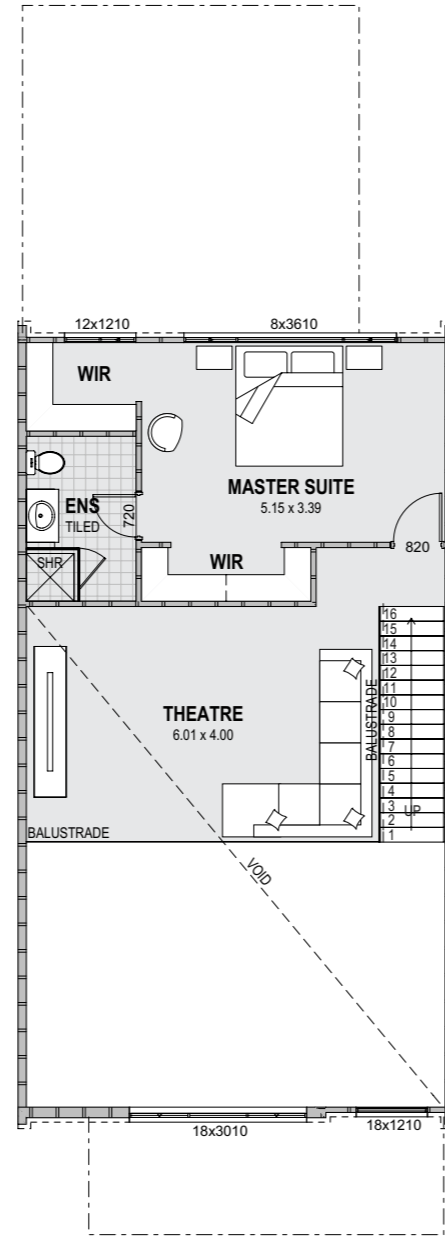 12x1210
8x3610
WIR
MASTER SUITE
5.15 x 3.39
ENS
TILED
720
820
SHR
WIR
16
15
14
13
12
11
10
9
8
7
6
5
4
3
2
1
UP
BALUSTRADE
THEATRE
6.01 x 4.00
BALUSTRADE
VOID
18x3010
18x1210